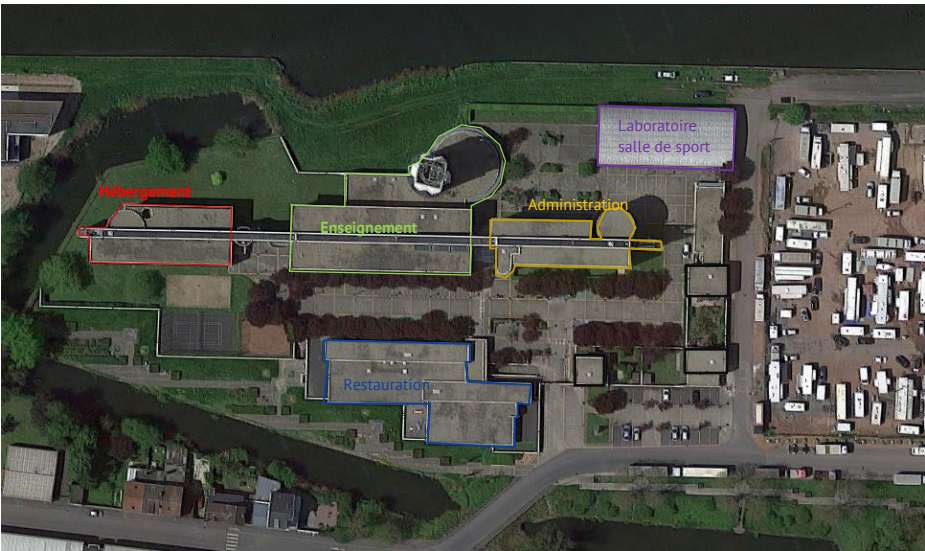 Laboratoire
salle de sport
Hébergement
Administration
Enseignement
Restauration